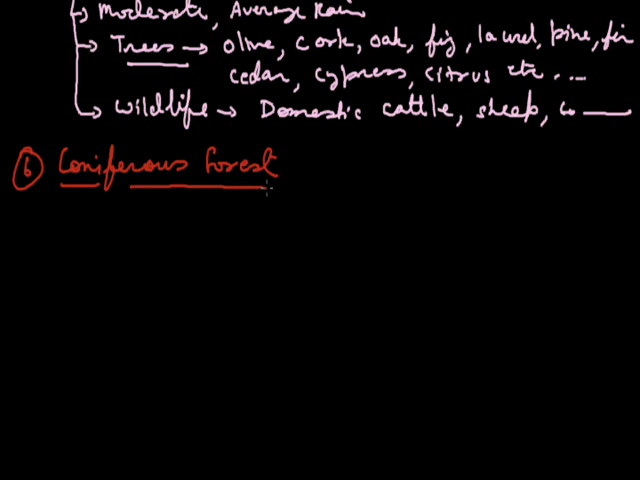 ↳ Moderate, Average Rain
→ Trees → olive, cork, oak, fig, laurel, pine, fir
cedar, cypress, citrus etc ....
↳ Wildlife → Domestic cattle, sheep,
⑥ Coniferous Forest